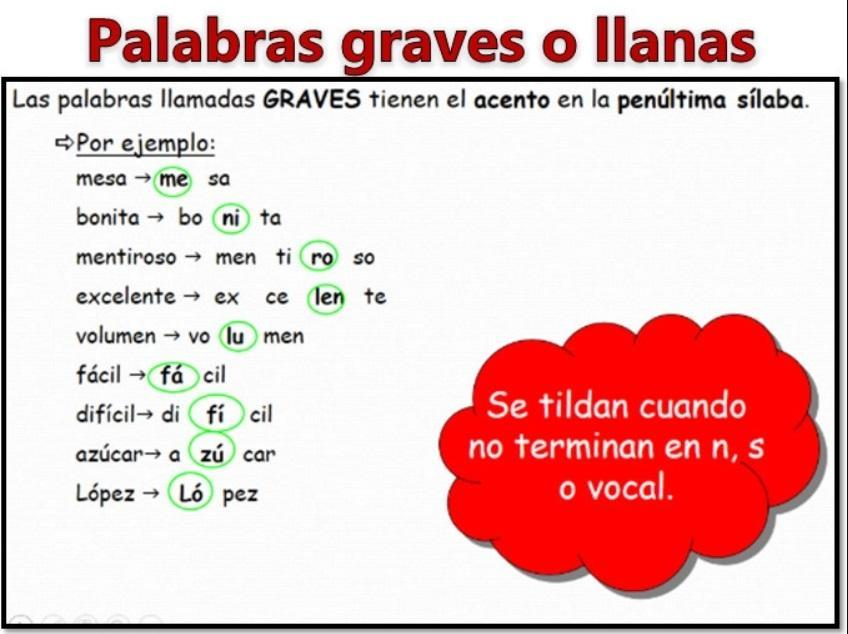 Palabras graves o llanas
Las palabras llamadas GRAVES tienen el acento en la penúltima sílaba.
⇨Por ejemplo:
mesa → me sa
bonita → bo ni ta
mentiroso → men ti ro so
excelente → ex ce len te
volumen → vo lu men
fácil → fá cil
difícil→ di fí cil
azúcar→ a zú car
López → Ló pez
Se tildan cuando
no terminan en n, s
o vocal.